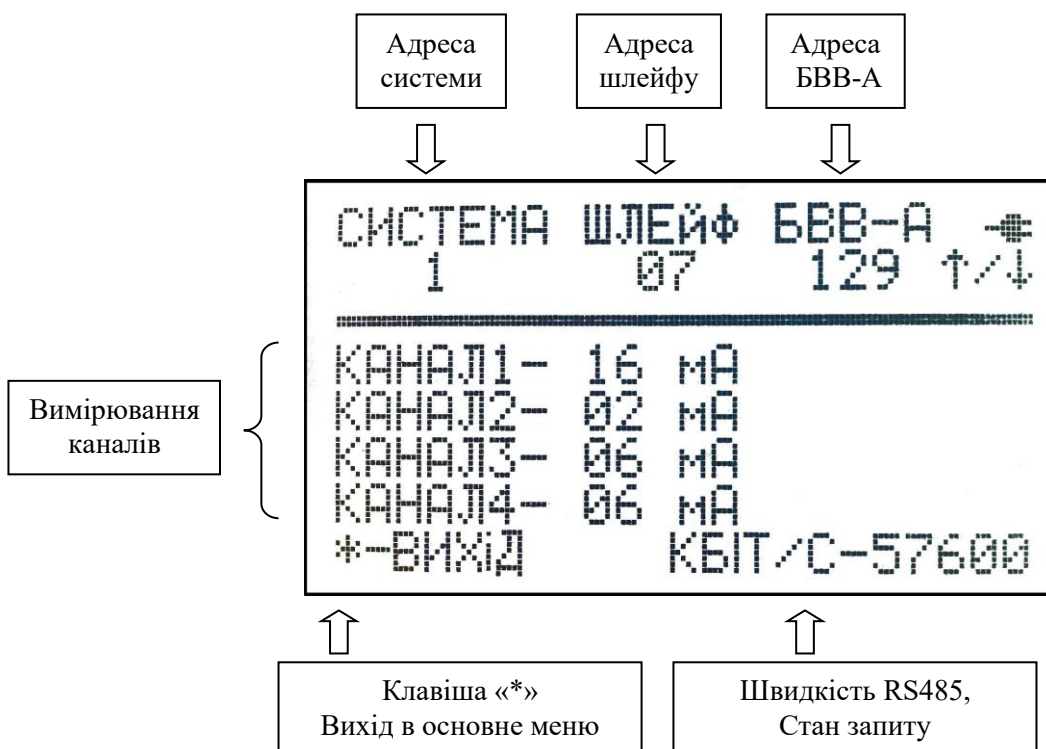 Адреса
системи
Адреса
шлейфу
Адреса
БВВ-А
СИСТЕМА ШЛЕЙФ БВВ-А
1 07 129 ↑/↓
Вимірювання
каналів
КАНАЛ1- 16 мА
КАНАЛ2- 02 мА
КАНАЛ3- 06 мА
КАНАЛ4- 06 мА
*-ВИХіД КБІТ/С-57600
Клавіша «*»
Вихід в основне меню
Швидкість RS485,
Стан запиту